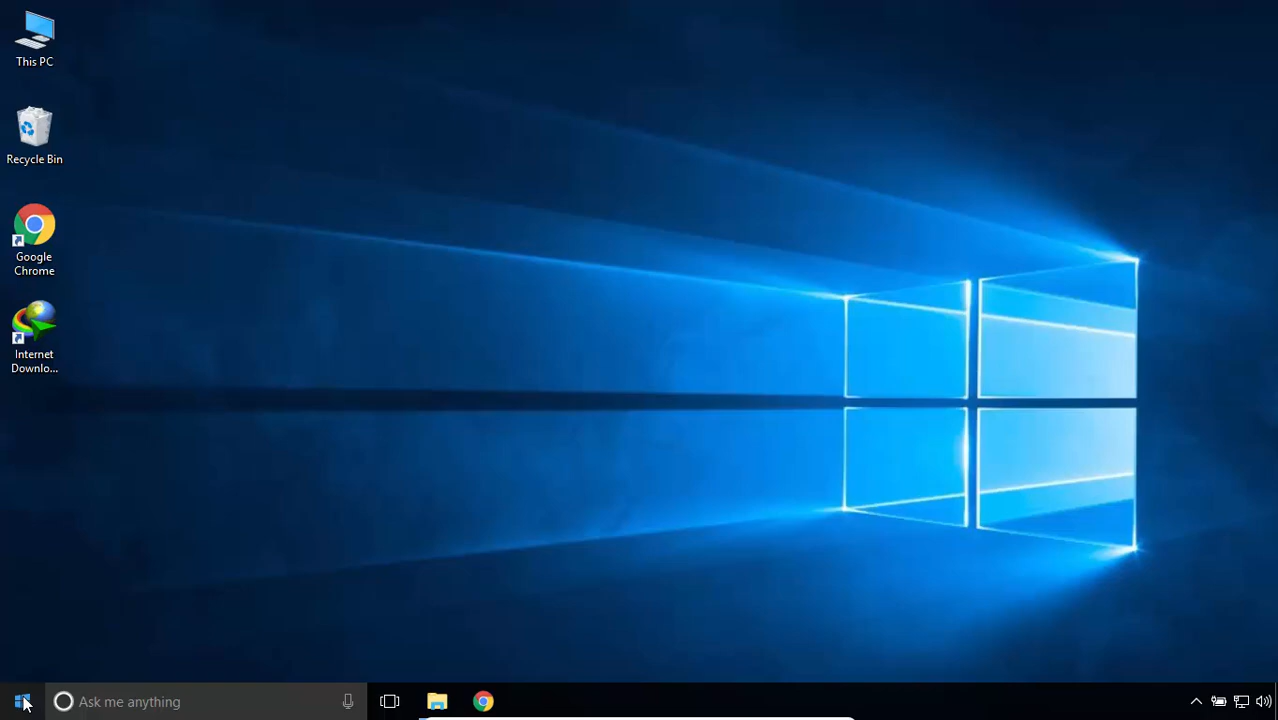 This PC
Recycle Bin
Google
Chrome
Internet
Downlo...
Ask me anything